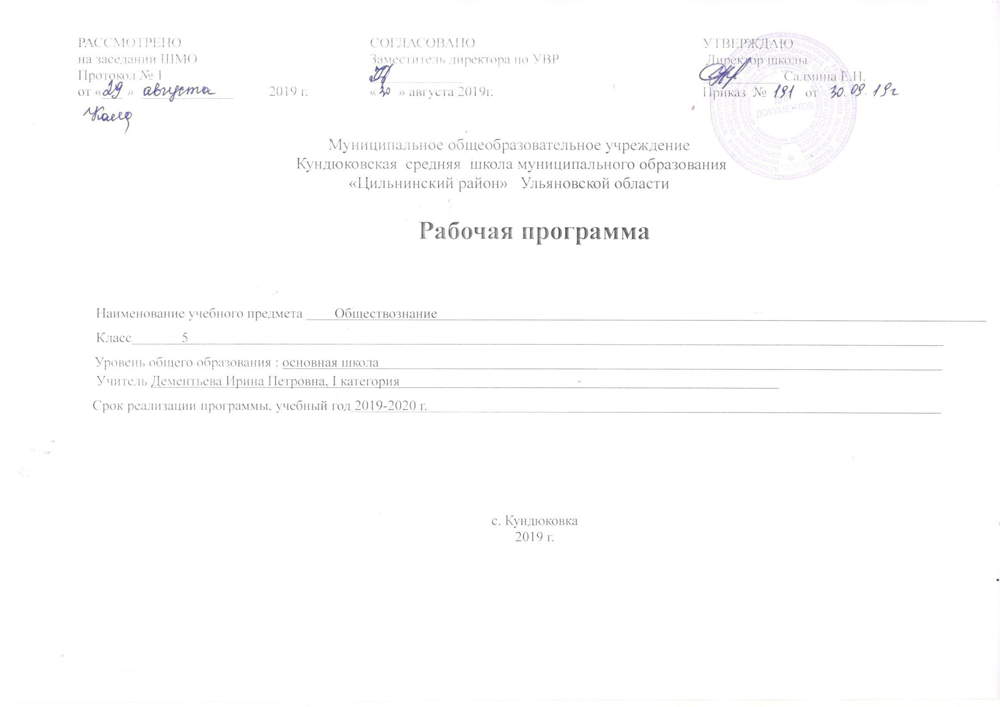 РАССМОТРЕНО
на заседании ШМО
Протокол № 1
от «29» августа 2019 г.
СОГЛАСОВАНО
Заместитель директора по УВР
«30» августа 2019г.
УТВЕРЖДАЮ
Директор школы
Салмина Е.Н.
Приказ № 191 от 30.09.19г
ДЛЯ
ДОКУМЕНТОВ
Муниципальное общеобразовательное учреждение
Кундюковская средняя школа муниципального образования
«Цильнинский район» Ульяновской области
Рабочая программа
Наименование учебного предмета Обществознание
Класс 5
Уровень общего образования : основная школа
Учитель Дементьева Ирина Петровна, I категория
Срок реализации программы, учебный год 2019-2020 г.
с. Кундюковка
2019 г.